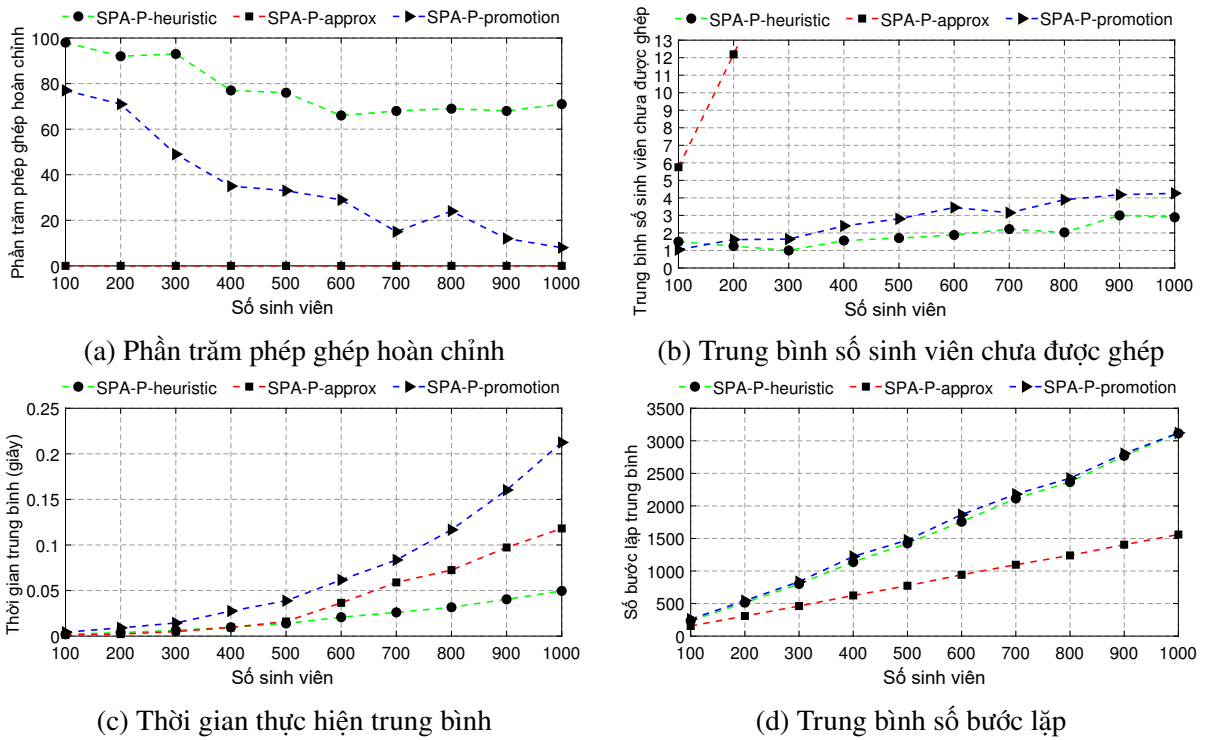 SPA-P-heuristic SPA-P-approx SPA-P-promotion
Phần trăm phép ghép hoàn chỉnh
100
80
60
40
20
0
100 200 300 400 500 600 700 800 900 1000
Số sinh viên
(a) Phần trăm phép ghép hoàn chỉnh
SPA-P-heuristic SPA-P-approx SPA-P-promotion
Trung bình số sinh viên chưa được ghép
13
12
11
10
9
8
7
6
5
4
3
2
1
0
100 200 300 400 500 600 700 800 900 1000
Số sinh viên
(b) Trung bình số sinh viên chưa được ghép
SPA-P-heuristic SPA-P-approx SPA-P-promotion
Thời gian trung bình (giây)
0.25
0.2
0.15
0.1
0.05
0
100 200 300 400 500 600 700 800 900 1000
Số sinh viên
(c) Thời gian thực hiện trung bình
SPA-P-heuristic SPA-P-approx SPA-P-promotion
Số bước lặp trung bình
3500
3000
2500
2000
1500
1000
500
0
100 200 300 400 500 600 700 800 900 1000
Số sinh viên
(d) Trung bình số bước lặp